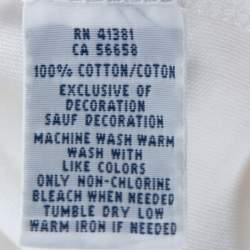 RN 41381
CA 56658
100% COTTON/COTON
EXCLUSIVE OF
DECORATION
SAUF DECORATION
MACHINE WASH WARM
WASH WITH
LIKE COLORS
ONLY NON-CHLORINE
BLEACH WHEN NEEDED
TUMBLE DRY LOW
WARM IRON IF NEEDED